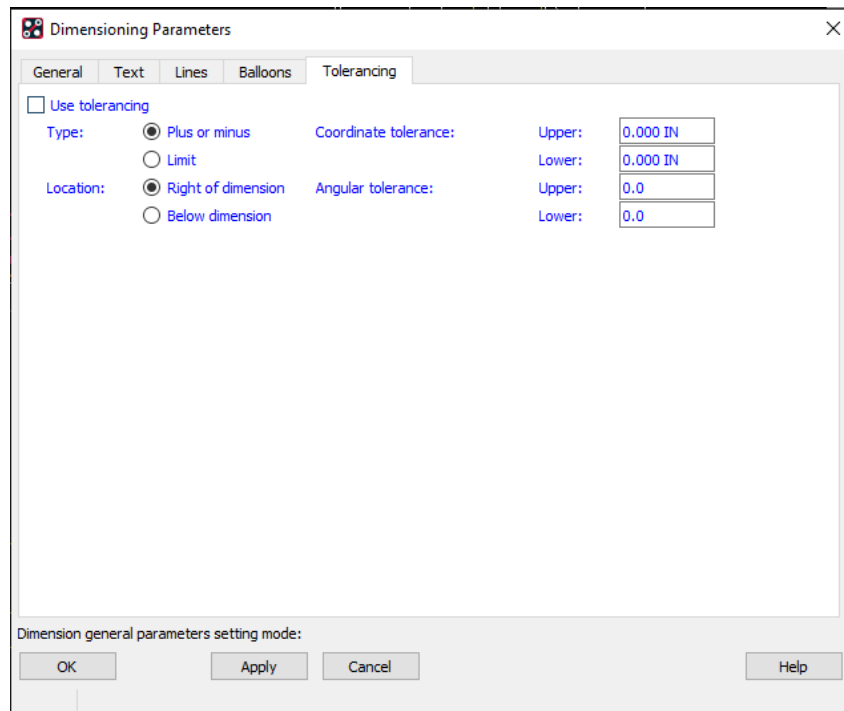 Dimensioning Parameters
General Text Lines Balloons Tolerancing
Use tolerancing
Type: Plus or minus Coordinate tolerance: Upper: 0.000 IN
Limit Lower: 0.000 IN
Location: Right of dimension Angular tolerance: Upper: 0.0
Below dimension Lower: 0.0
Dimension general parameters setting mode:
OK Apply Cancel Help